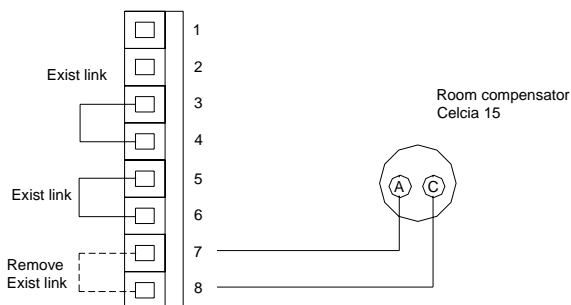 1
2
Exist link
3
4
5
Exist link
6
7
Remove
Exist link
8
Room compensator
Celcia 15
A C